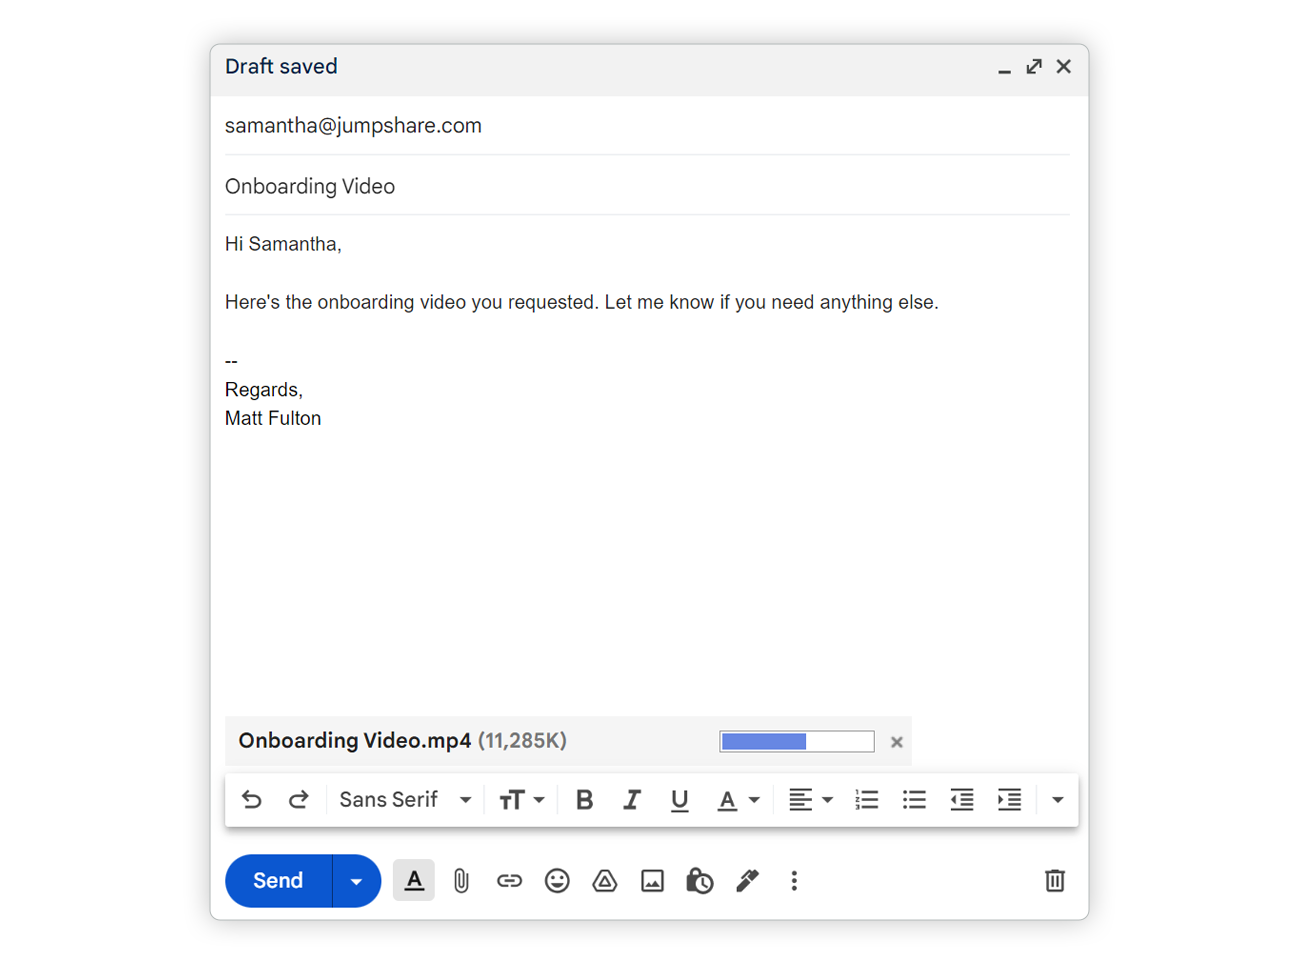 Draft saved
samantha@jumpshare.com
Onboarding Video
Hi Samantha,
Here's the onboarding video you requested. Let me know if you need anything else.
--
Regards,
Matt Fulton
Onboarding Video.mp4 (11,285K)
Sans Serif
Send